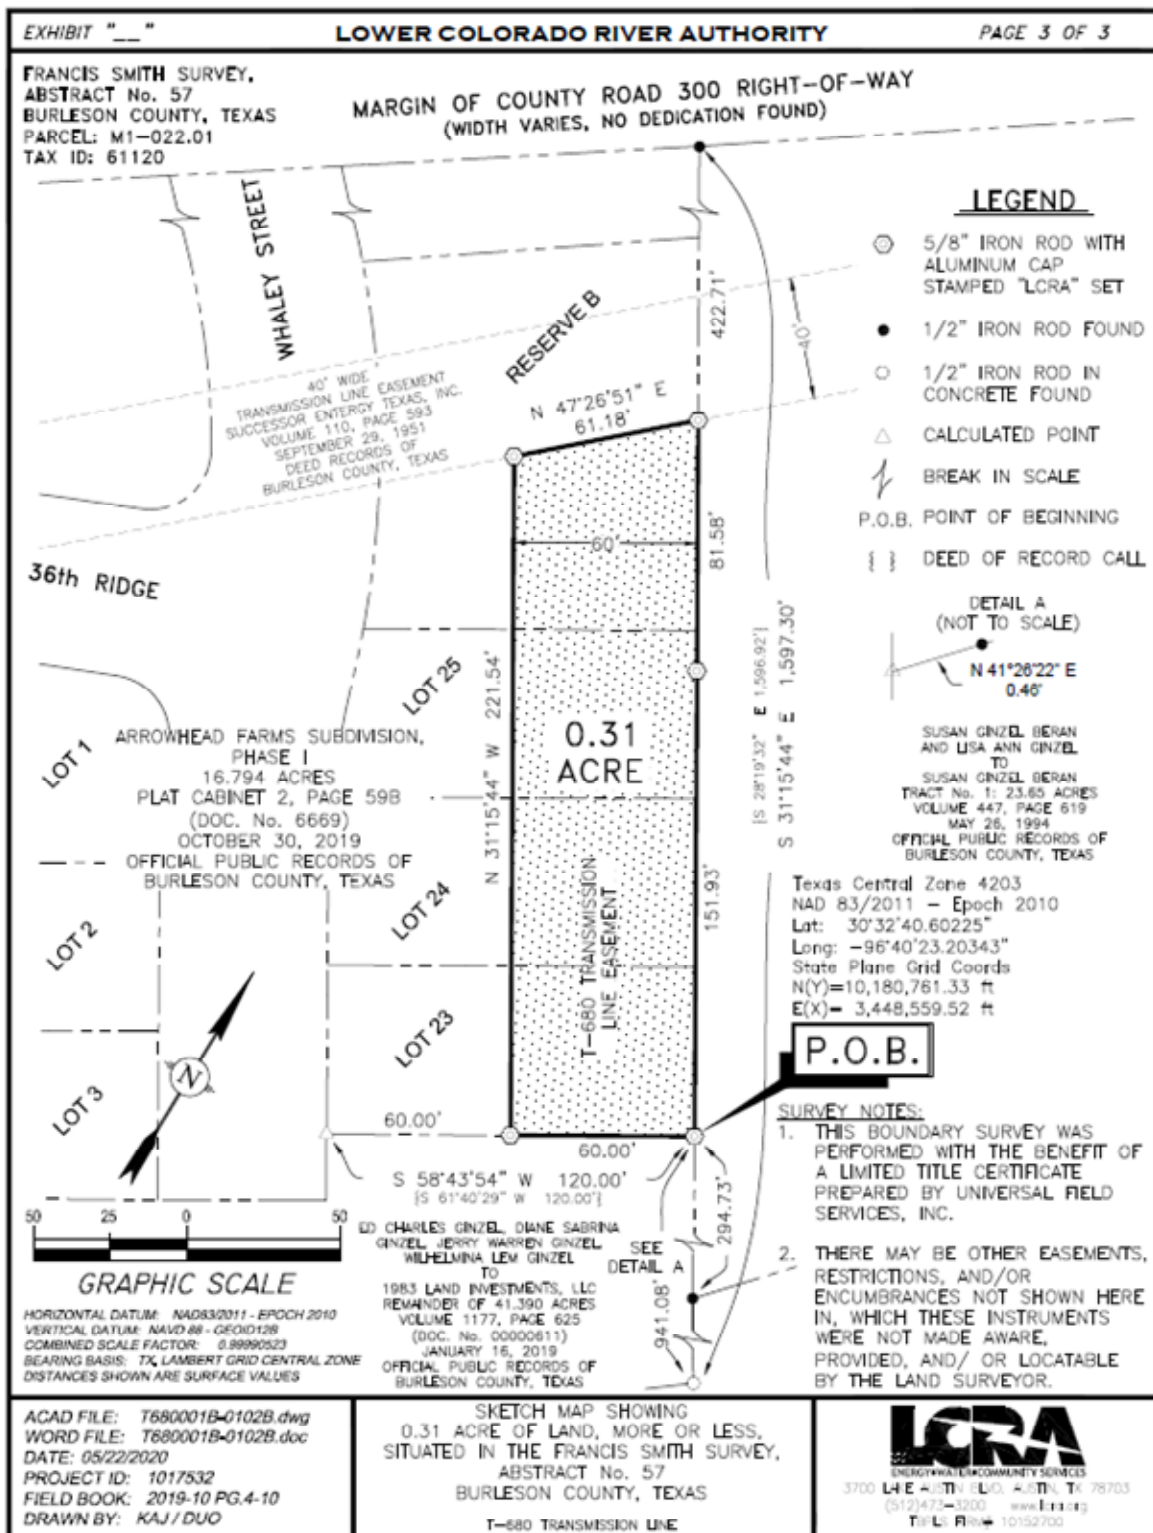 EXHIBIT "__"
LOWER COLORADO RIVER AUTHORITY
PAGE 3 OF 3
FRANCIS SMITH SURVEY,
ABSTRACT No. 57
BURLESON COUNTY, TEXAS
PARCEL: M1-022.01
TAX ID: 61120
MARGIN OF COUNTY ROAD 300 RIGHT-OF-WAY
(WIDTH VARIES, NO DEDICATION FOUND)
WHALEY STREET
RESERVE B
422.71'
40'
40' WIDE
TRANSMISSION LINE EASEMENT
SUCCESSOR ENTERGY TEXAS, INC.
VOLUME 110, PAGE 593
SEPTEMBER 29, 1951
DEED RECORDS OF
BURLESON COUNTY, TEXAS
N 47°26'51" E
61.18'
LEGEND
5/8" IRON ROD WITH
ALUMINUM CAP
STAMPED "LCRA" SET
1/2" IRON ROD FOUND
1/2" IRON ROD IN
CONCRETE FOUND
CALCULATED POINT
BREAK IN SCALE
P.O.B. POINT OF BEGINNING
{ } DEED OF RECORD CALL
DETAIL A
(NOT TO SCALE)
N 41°26'22" E
0.46'
36th RIDGE
60'
81.58'
N 31°15'44" W 221.54'
{S 28°19'32" E 1,596.92'}
S 31°15'44" E 1,597.30'
0.31
ACRE
151.93'
T-680 TRANSMISSION
LINE EASEMENT
LOT 25
LOT 24
LOT 23
LOT 1
LOT 2
LOT 3
ARROWHEAD FARMS SUBDIVISION,
PHASE I
16.794 ACRES
PLAT CABINET 2, PAGE 59B
(DOC. No. 6669)
OCTOBER 30, 2019
OFFICIAL PUBLIC RECORDS OF
BURLESON COUNTY, TEXAS
SUSAN GINZEL BERAN
AND LISA ANN GINZEL
TO
SUSAN GINZEL BERAN
TRACT No. 1: 23.65 ACRES
VOLUME 447, PAGE 619
MAY 26, 1994
OFFICIAL PUBLIC RECORDS OF
BURLESON COUNTY, TEXAS
Texas Central Zone 4203
NAD 83/2011 - Epoch 2010
Lat: 30°32'40.60225"
Long: -96°40'23.20343"
State Plane Grid Coords
N(Y)=10,180,761.33 ft
E(X)= 3,448,559.52 ft
P.O.B.
N
60.00'
60.00'
S 58°43'54" W 120.00'
{S 61°40'29" W 120.00'}
294.73'
SEE
DETAIL A
941.08'
ED CHARLES GINZEL, DIANE SABRINA
GINZEL, JERRY WARREN GINZEL
WILHELMINA LEM GINZEL
TO
1983 LAND INVESTMENTS, LLC
REMAINDER OF 41.390 ACRES
VOLUME 1177, PAGE 625
(DOC. No. 00000611)
JANUARY 16, 2019
OFFICIAL PUBLIC RECORDS OF
BURLESON COUNTY, TEXAS
SURVEY NOTES:
1. THIS BOUNDARY SURVEY WAS
PERFORMED WITH THE BENEFIT OF
A LIMITED TITLE CERTIFICATE
PREPARED BY UNIVERSAL FIELD
SERVICES, INC.
2. THERE MAY BE OTHER EASEMENTS,
RESTRICTIONS, AND/OR
ENCUMBRANCES NOT SHOWN HERE
IN, WHICH THESE INSTRUMENTS
WERE NOT MADE AWARE,
PROVIDED, AND/ OR LOCATABLE
BY THE LAND SURVEYOR.
50 25 0 50
GRAPHIC SCALE
HORIZONTAL DATUM: NAD83/2011 - EPOCH 2010
VERTICAL DATUM: NAVD 88 - GEOID12B
COMBINED SCALE FACTOR: 0.99990523
BEARING BASIS: TX, LAMBERT GRID CENTRAL ZONE
DISTANCES SHOWN ARE SURFACE VALUES
ACAD FILE: T680001B-0102B.dwg
WORD FILE: T680001B-0102B.doc
DATE: 05/22/2020
PROJECT ID: 1017532
FIELD BOOK: 2019-10 PG.4-10
DRAWN BY: KAJ / DUO
SKETCH MAP SHOWING
0.31 ACRE OF LAND, MORE OR LESS,
SITUATED IN THE FRANCIS SMITH SURVEY,
ABSTRACT No. 57
BURLESON COUNTY, TEXAS
T-680 TRANSMISSION LINE
LCRA
ENERGY•WATER•COMMUNITY SERVICES
3700 LAKE AUSTIN BLVD. AUSTIN, TX 78703
(512)473-3200 www.lcra.org
TBPLS FIRM# 10152700